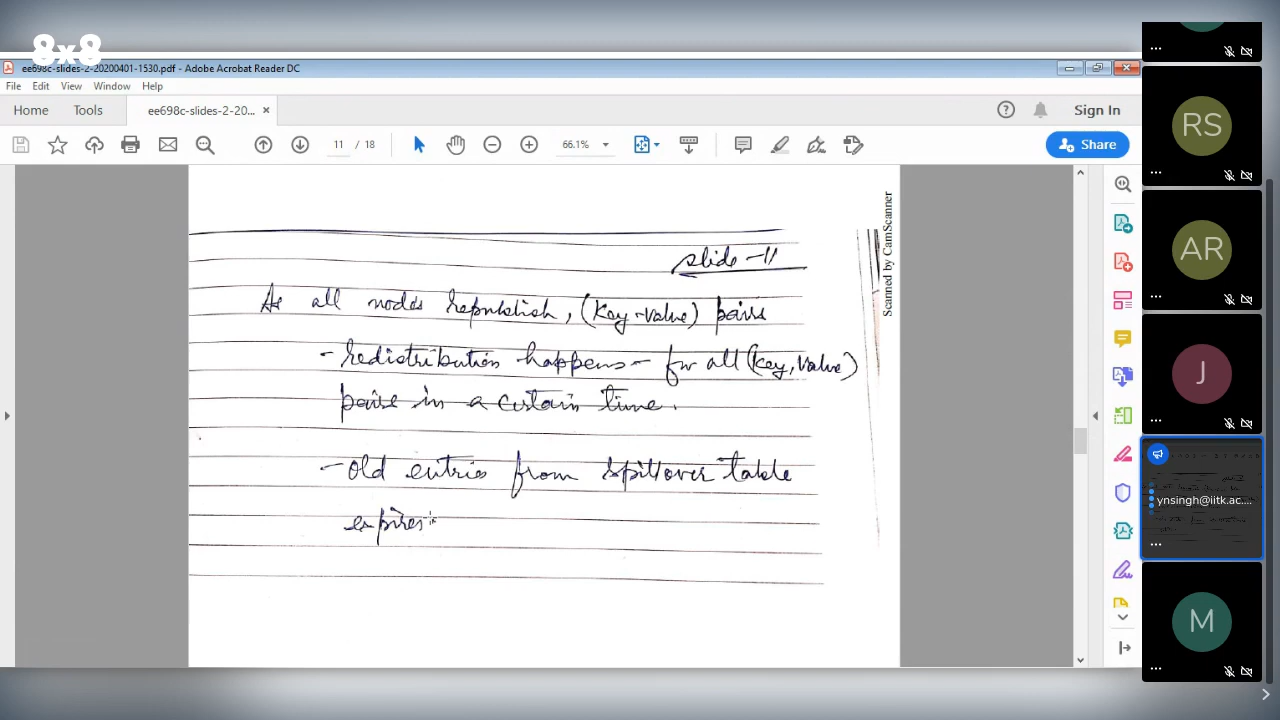 8x8
ee698c-slides-2-20200401-1530.pdf - Adobe Acrobat Reader DC
File Edit View Window Help
Home Tools ee698c-slides-2-20... × Sign In
11 / 18 66.1% Share
Scanned by CamScanner
slide-11
As all nodes republish, (key-value) pairs
- redistribution happens - for all (key, value)
pairs in a certain time.
- old entries from spillover table
expires
RS
AR
J
ynsingh@iitk.ac....
M